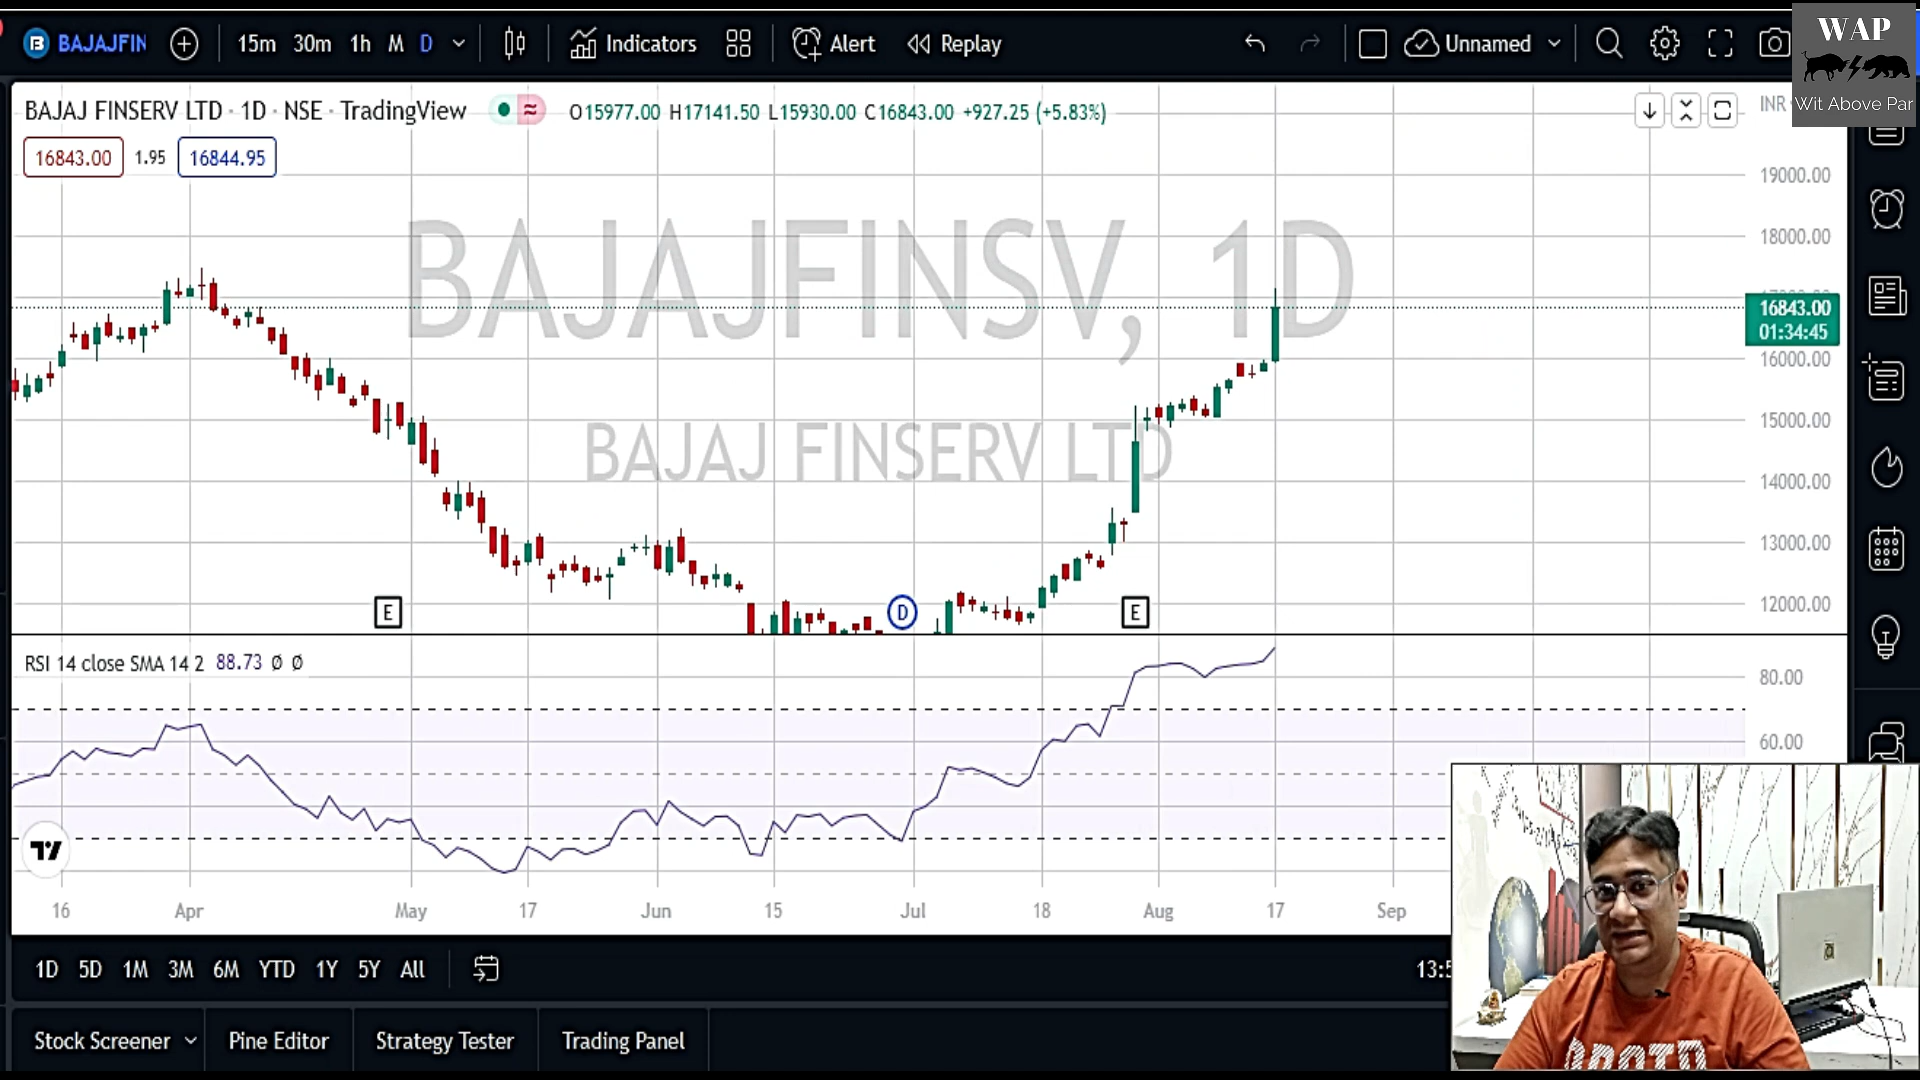 BAJAJFIN 15m 30m 1h M D Indicators Alert Replay Unnamed
WAP
Wit Above Par
BAJAJ FINSERV LTD · 1D · NSE · TradingView O15977.00 H17141.50 L15930.00 C16843.00 +927.25 (+5.83%)
INR
16843.00 1.95 16844.95
BAJAJFINSV, 1D
BAJAJ FINSERV LTD
19000.00
18000.00
16843.00
01:34:45
16000.00
15000.00
14000.00
13000.00
12000.00
E D E
RSI 14 close SMA 14 2 88.73 Ø Ø
80.00
60.00
16 Apr May 17 Jun 15 Jul 18 Aug 17 Sep
1D 5D 1M 3M 6M YTD 1Y 5Y All
Stock Screener Pine Editor Strategy Tester Trading Panel